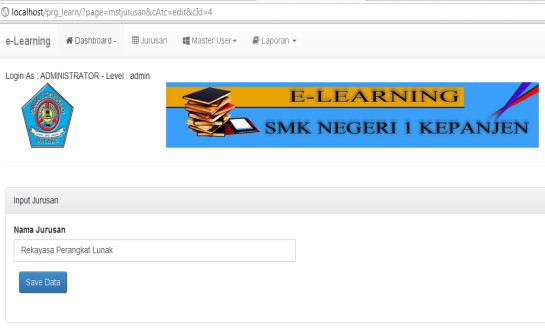 localhost/prg_learn/?page=mstjurusan&cAtc=edit&cId=4
e-Learning Dashboard - Jurusan Master User Laporan
Login As : ADMINISTRATOR - Level : admin
E-LEARNING
SMK NEGERI 1 KEPANJEN
Input Jurusan
Nama Jurusan
Rekayasa Perangkat Lunak
Save Data